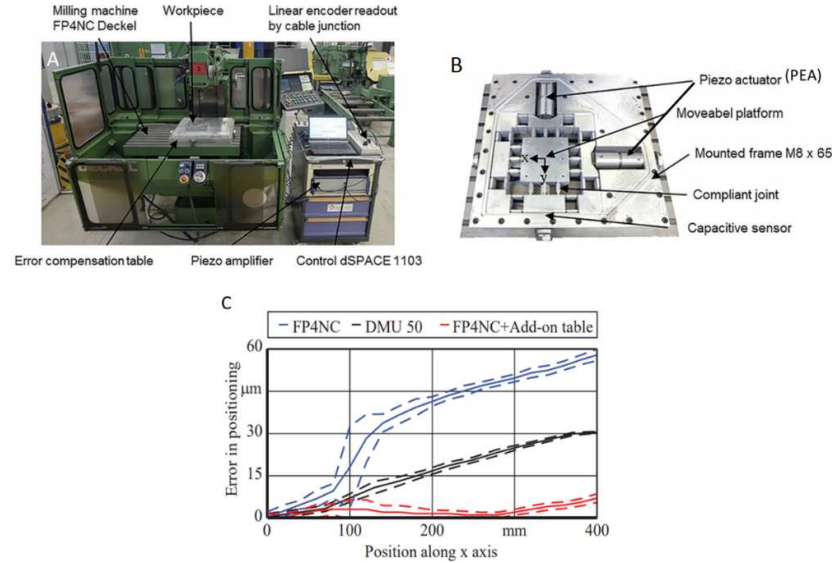 Milling machine
FP4NC Deckel
Workpiece
Linear encoder readout
by cable junction
A
Error compensation table
Piezo amplifier
Control dSPACE 1103
B
Piezo actuator (PEA)
Moveabel platform
Mounted frame M8 x 65
Compliant joint
Capacitive sensor
X
Y
C
FP4NC DMU 50 FP4NC+Add-on table
60
μm
30
15
0
Error in positioning
0 100 200 mm 400
Position along x axis